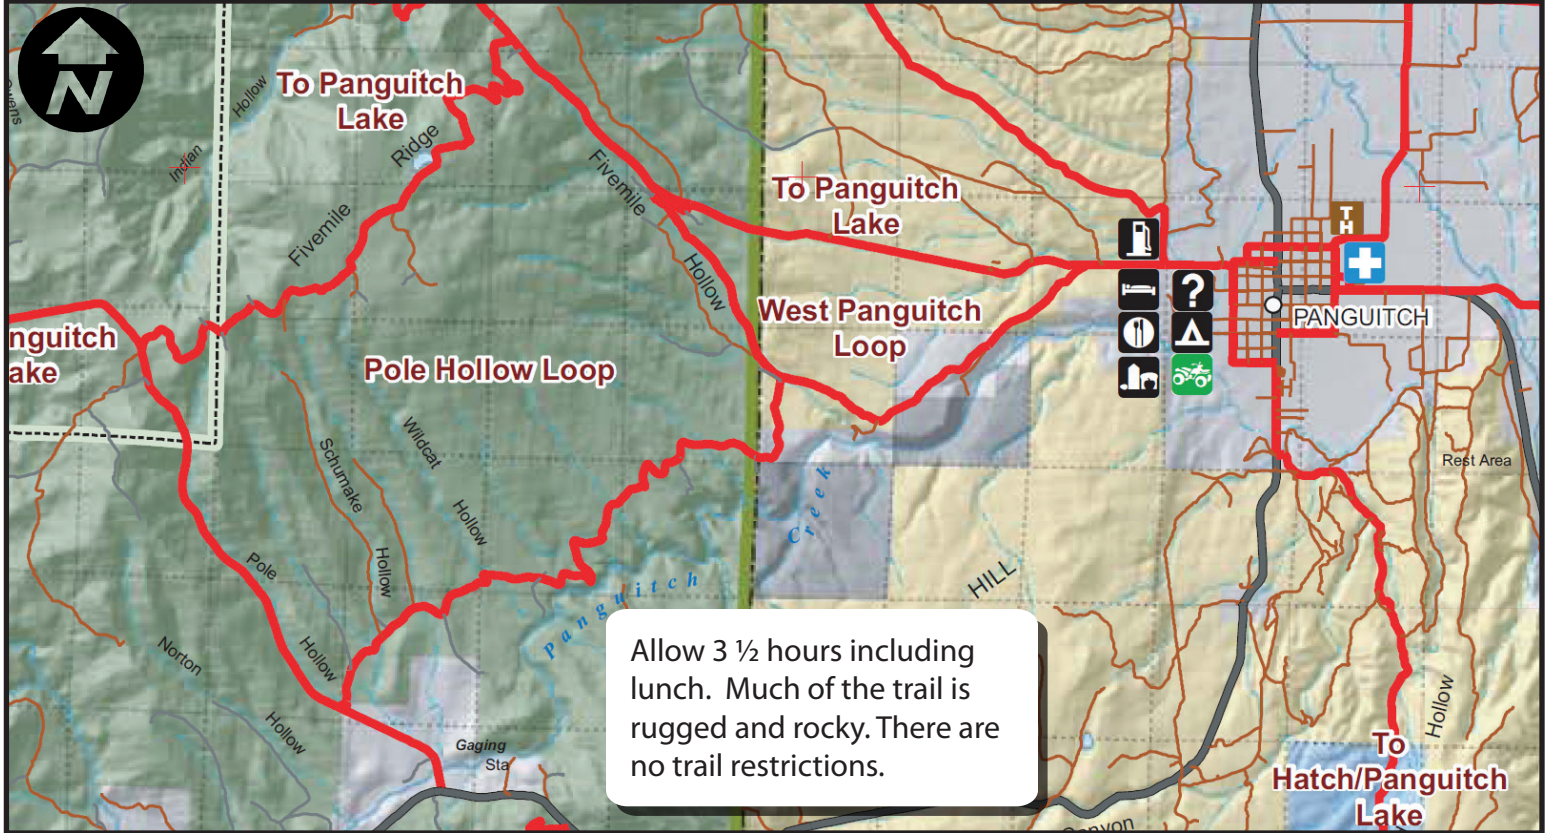 N
Owens
Hollow
Indian
To Panguitch
Lake
Ridge
Fivemile
Fivemile
Hollow
To Panguitch
Lake
T
H
?
PANGUITCH
West Panguitch
Loop
nguitch
ake
Pole Hollow Loop
Schumake
Hollow
Wildcat
Hollow
Rest Area
Creek
Panguitch
HILL
Pole
Hollow
Norton
Hollow
Gaging
Sta
Allow 3 ½ hours including
lunch. Much of the trail is
rugged and rocky. There are
no trail restrictions.
Hollow
To
Hatch/Panguitch
Lake
Canyon